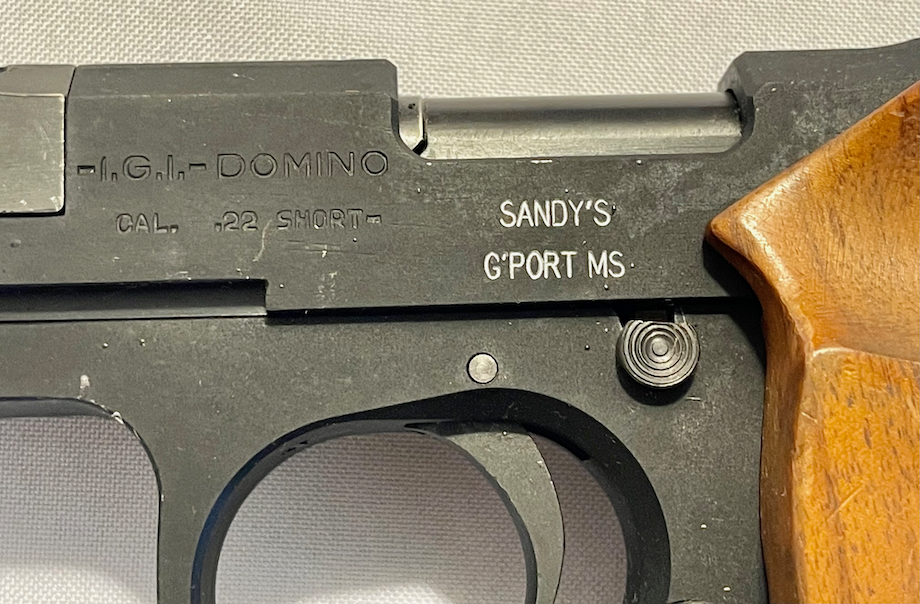 -I.G.I.-DOMINO
CAL. .22 SHORT-
SANDY'S
G'PORT MS